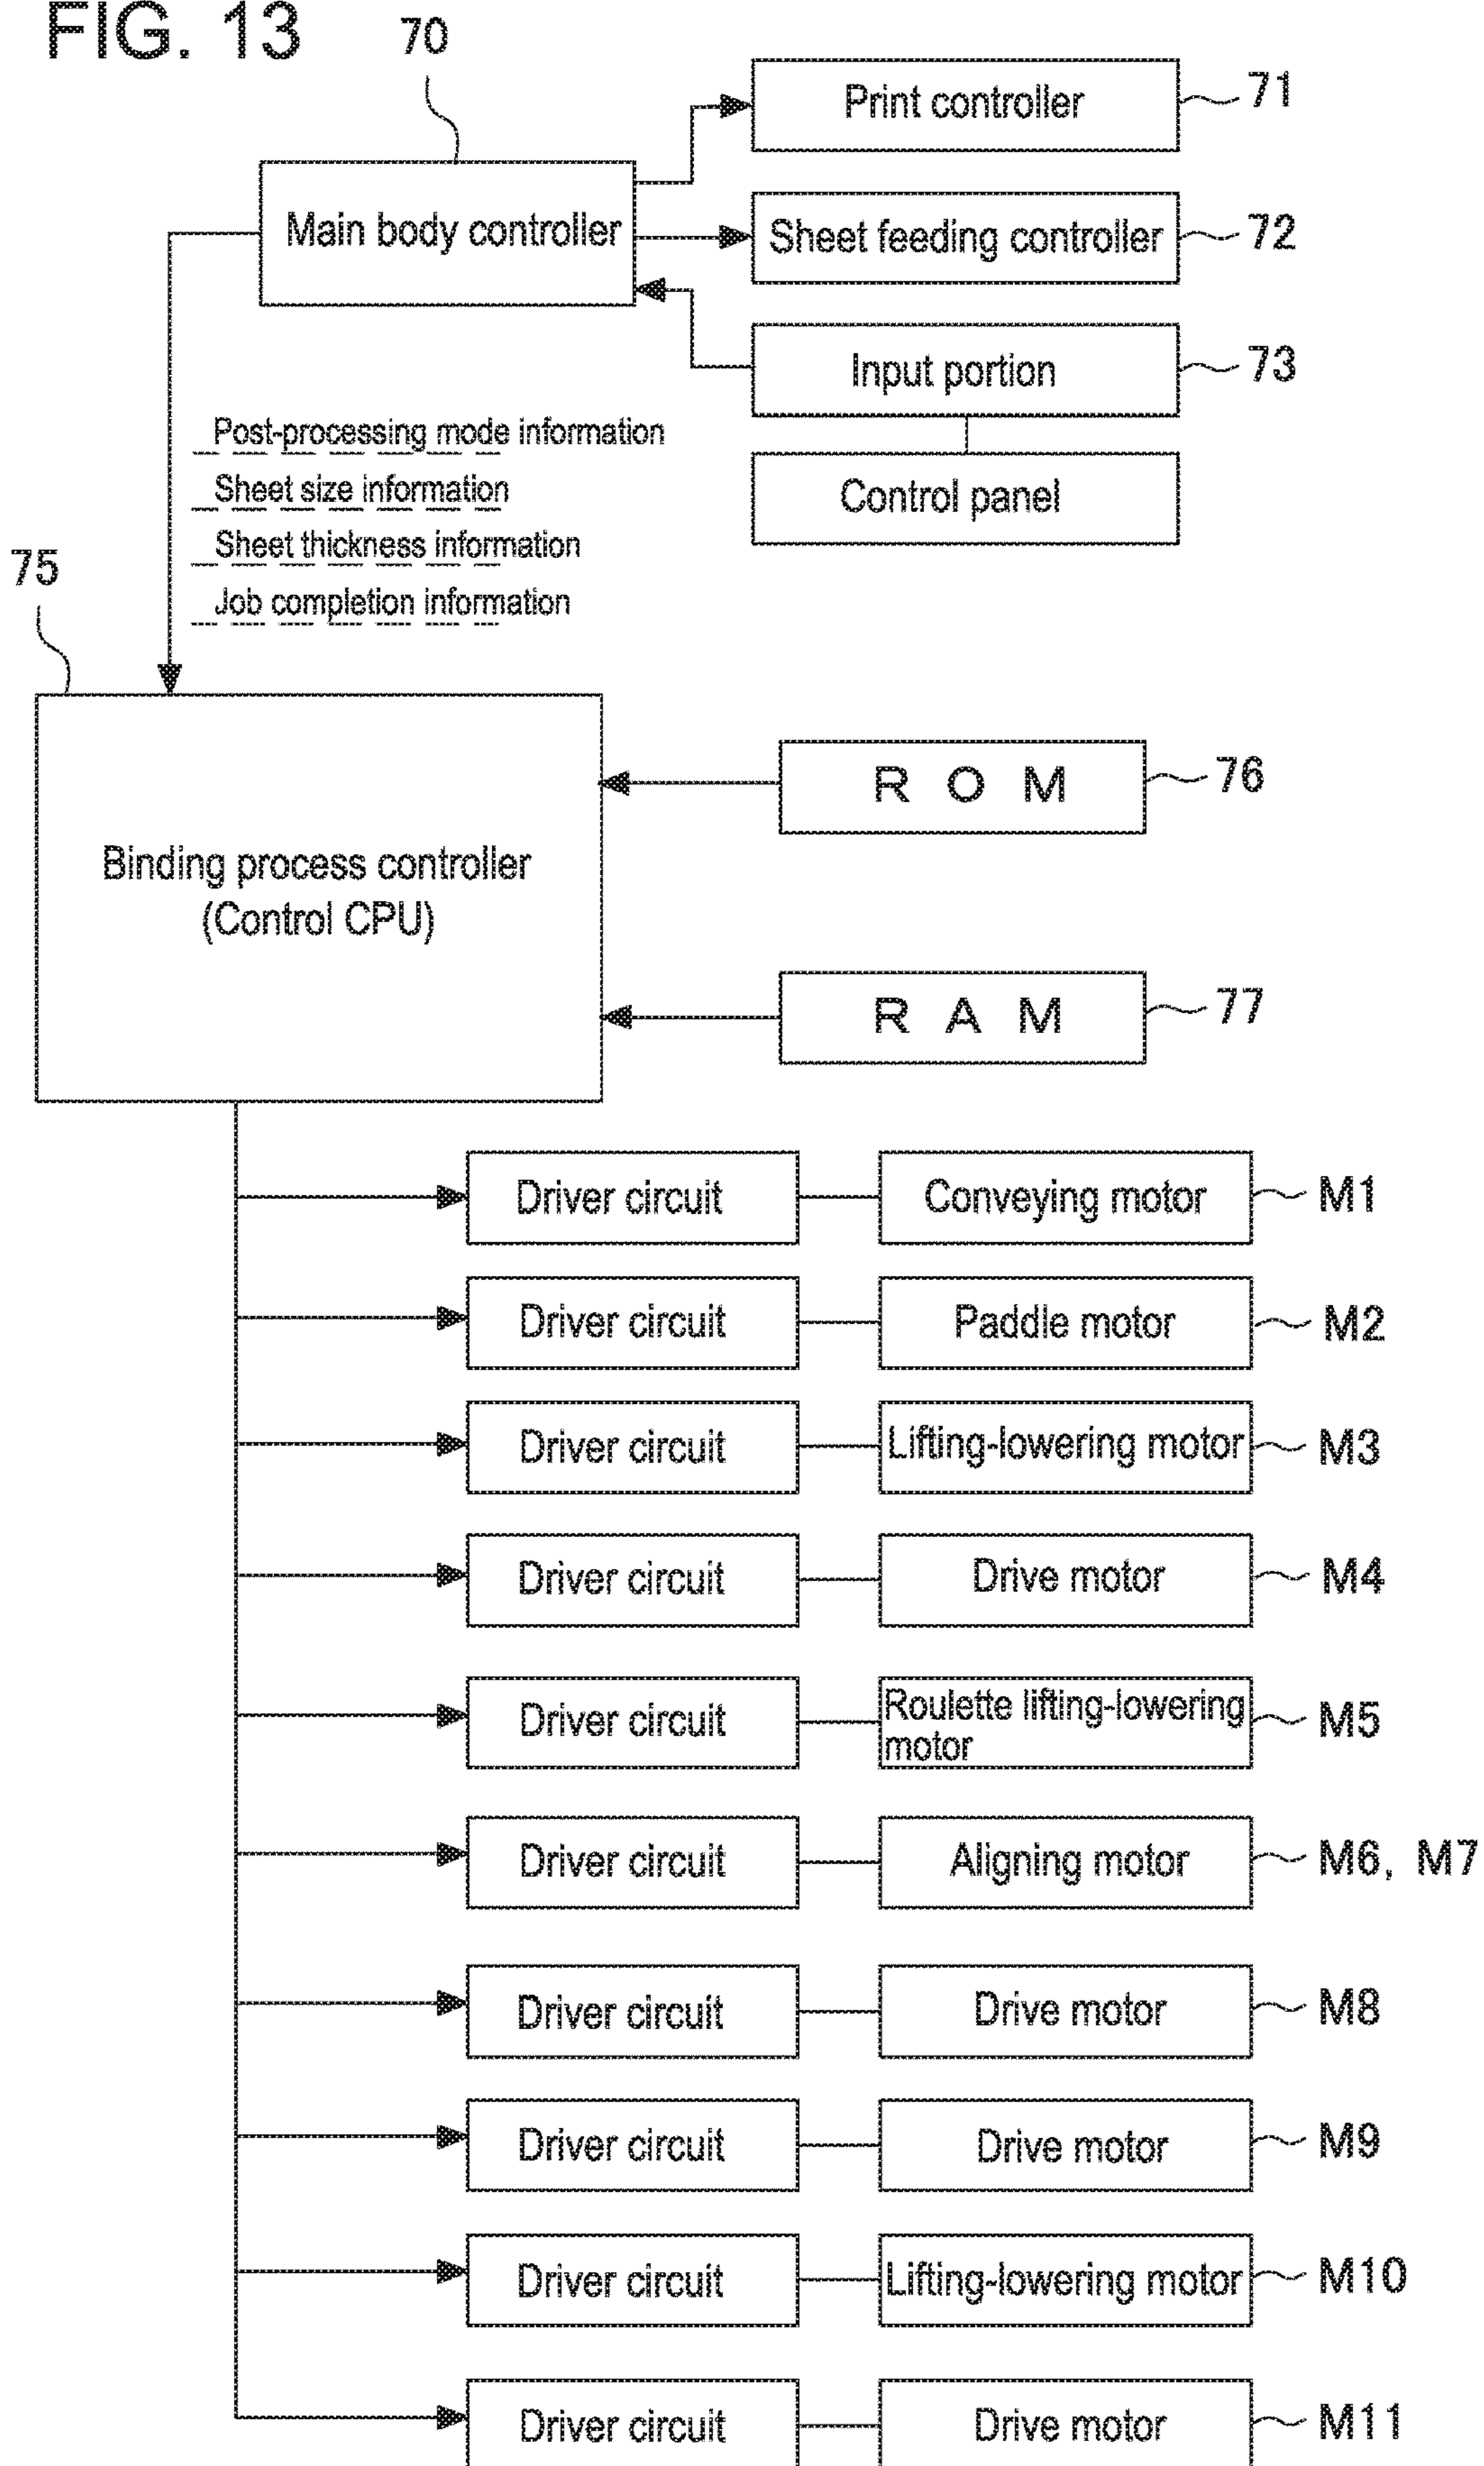 FIG. 13
70
Print controller
71
Main body controller
Sheet feeding controller
72
Input portion
73
Control panel
Post-processing mode information
Sheet size information
Sheet thickness information
Job completion information
75
Binding process controller
(Control CPU)
R O M
76
R A M
77
Driver circuit
Conveying motor
M1
Driver circuit
Paddle motor
M2
Driver circuit
Lifting-lowering motor
M3
Driver circuit
Drive motor
M4
Driver circuit
Roulette lifting-lowering
motor
M5
Driver circuit
Aligning motor
M6, M7
Driver circuit
Drive motor
M8
Driver circuit
Drive motor
M9
Driver circuit
Lifting-lowering motor
M10
Driver circuit
Drive motor
M11